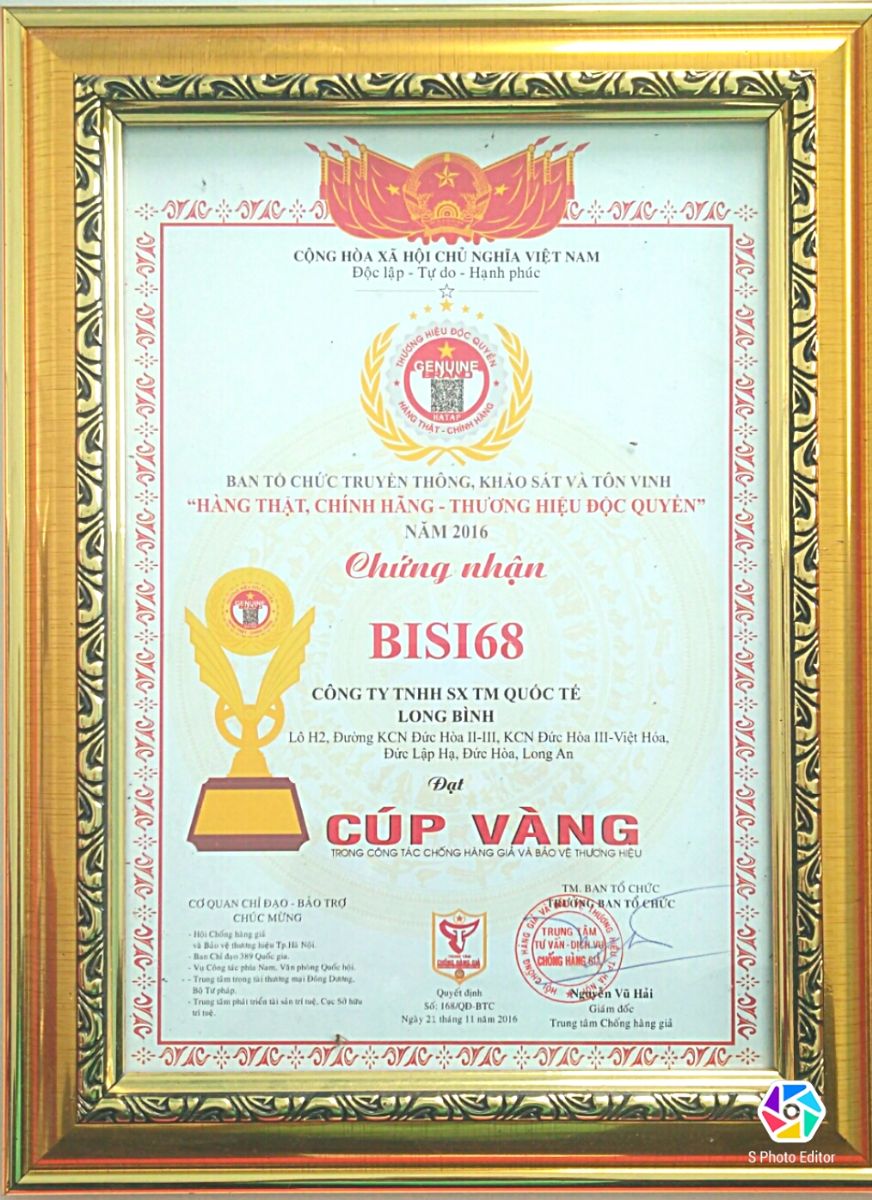 CỘNG HÒA XÃ HỘI CHỦ NGHĨA VIỆT NAM
Độc lập - Tự do - Hạnh phúc
THƯƠNG HIỆU ĐỘC QUYỀN
GENUINE
BRAND
HATAP
HÀNG THẬT - CHÍNH HÃNG
BAN TỔ CHỨC TRUYỀN THÔNG, KHẢO SÁT VÀ TÔN VINH
“HÀNG THẬT, CHÍNH HÃNG - THƯƠNG HIỆU ĐỘC QUYỀN”
NĂM 2016
Chứng nhận
GENUINE
BRAND
BISI68
CÔNG TY TNHH SX TM QUỐC TẾ
LONG BÌNH
Lô H2, Đường KCN Đức Hòa II-III, KCN Đức Hòa III-Việt Hóa,
Đức Lập Hạ, Đức Hòa, Long An
Đạt
CÚP VÀNG
TRONG CÔNG TÁC CHỐNG HÀNG GIẢ VÀ BẢO VỆ THƯƠNG HIỆU
CƠ QUAN CHỈ ĐẠO - BẢO TRỢ
CHÚC MỪNG
- Hội Chống hàng giả
và Bảo vệ thương hiệu Tp.Hà Nội.
- Ban Chỉ đạo 389 Quốc gia.
- Vụ Công tác phía Nam, Văn phòng Quốc hội.
- Trung tâm trọng tài thương mại Đông Dương,
Bộ Tư pháp.
- Trung tâm phát triển tài sản trí tuệ, Cục Sở hữu
trí tuệ.
TRUNG TÂM
CHỐNG HÀNG GIẢ
Quyết định
Số: 168/QĐ-BTC
Ngày 21 tháng 11 năm 2016
TM. BAN TỔ CHỨC
TRƯỞNG BAN TỔ CHỨC
TRUNG TÂM
TƯ VẤN - DỊCH VỤ
CHỐNG HÀNG GIẢ
Nguyễn Vũ Hải
Giám đốc
Trung tâm Chống hàng giả
S Photo Editor